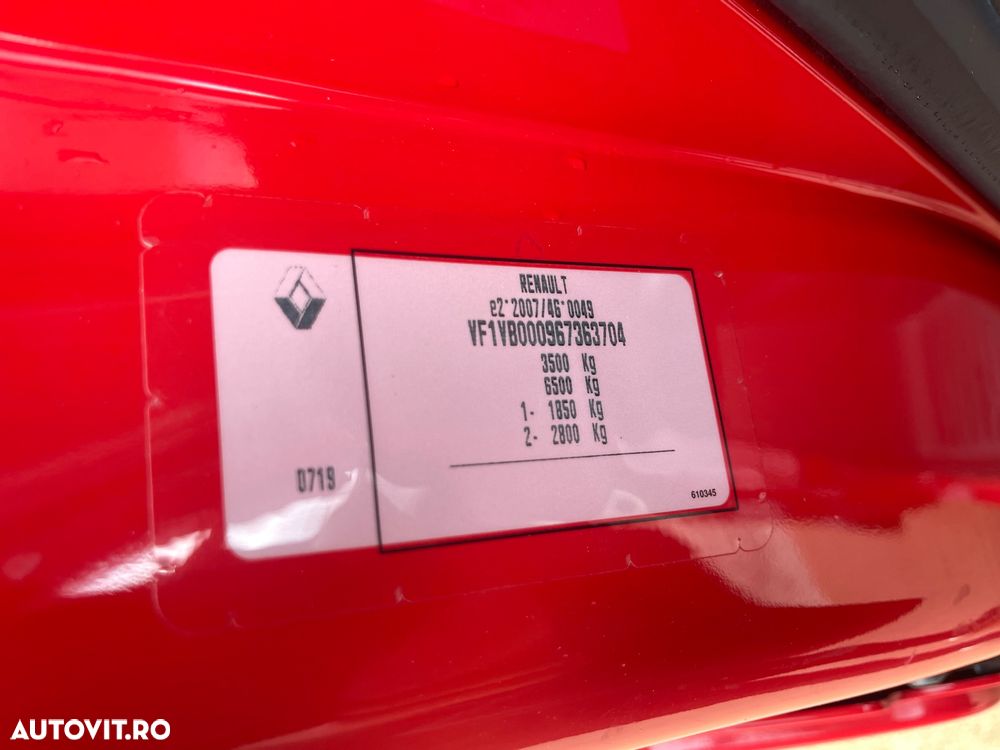 RENAULT
e2*2007/46*0049
VF1VB000967363704
3500 Kg
6500 Kg
1- 1850 Kg
2- 2800 Kg
0719
610345
AUTOVIT.RO